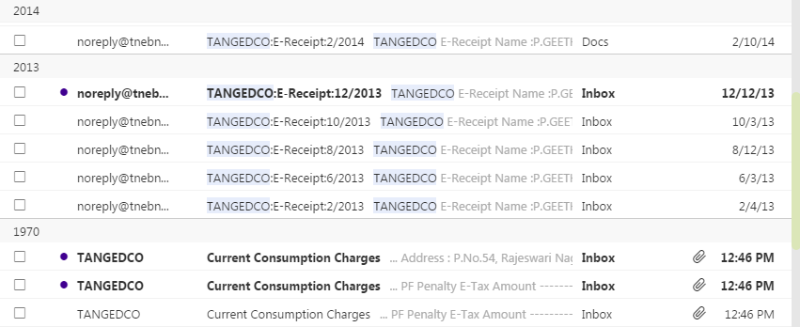 2014
noreply@tnebn... TANGEDCO:E-Receipt:2/2014 TANGEDCO E-Receipt Name :P.GEETH Docs 2/10/14
2013
noreply@tneb... TANGEDCO:E-Receipt:12/2013 TANGEDCO E-Receipt Name :P.GE Inbox 12/12/13
noreply@tnebn... TANGEDCO:E-Receipt:10/2013 TANGEDCO E-Receipt Name :P.GEET Inbox 10/3/13
noreply@tnebn... TANGEDCO:E-Receipt:8/2013 TANGEDCO E-Receipt Name :P.GEETH Inbox 8/12/13
noreply@tnebn... TANGEDCO:E-Receipt:6/2013 TANGEDCO E-Receipt Name :P.GEETH Inbox 6/3/13
noreply@tnebn... TANGEDCO:E-Receipt:2/2013 TANGEDCO E-Receipt Name :P.GEETH Inbox 2/4/13
1970
TANGEDCO Current Consumption Charges ... Address : P.No.54, Rajeswari Nag Inbox 12:46 PM
TANGEDCO Current Consumption Charges ... PF Penalty E-Tax Amount -------- Inbox 12:46 PM
TANGEDCO Current Consumption Charges ... PF Penalty E-Tax Amount --------- Inbox 12:46 PM